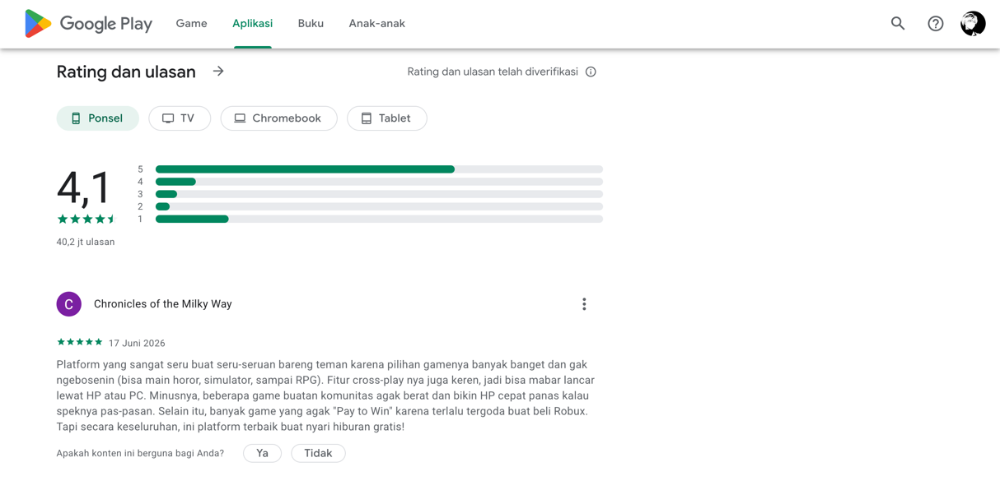 Google Play
Game
Aplikasi
Buku
Anak-anak
Rating dan ulasan
Rating dan ulasan telah diverifikasi
Ponsel
TV
Chromebook
Tablet
4,1
5
4
3
2
1
40,2 jt ulasan
C
Chronicles of the Milky Way
17 Juni 2026
Platform yang sangat seru buat seru-seruan bareng teman karena pilihan gamenya banyak banget dan gak
ngebosenin (bisa main horor, simulator, sampai RPG). Fitur cross-play nya juga keren, jadi bisa mabar lancar
lewat HP atau PC. Minusnya, beberapa game buatan komunitas agak berat dan bikin HP cepat panas kalau
speknya pas-pasan. Selain itu, banyak game yang agak "Pay to Win" karena terlalu tergoda buat beli Robux.
Tapi secara keseluruhan, ini platform terbaik buat nyari hiburan gratis!
Apakah konten ini berguna bagi Anda?
Ya
Tidak